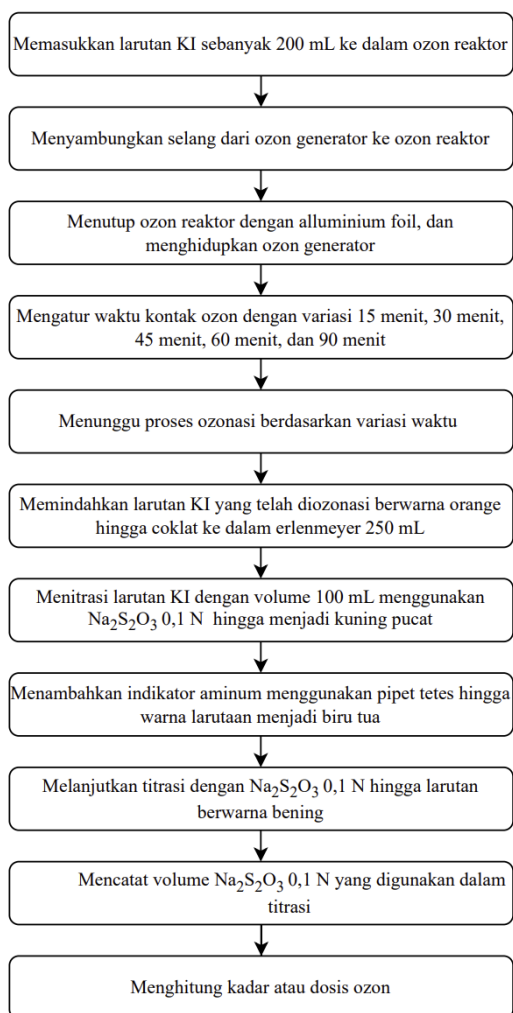 Memasukkan larutan KI sebanyak 200 mL ke dalam ozon reaktor
Menyambungkan selang dari ozon generator ke ozon reaktor
Menutup ozon reaktor dengan alluminium foil, dan
menghidupkan ozon generator
Mengatur waktu kontak ozon dengan variasi 15 menit, 30 menit,
45 menit, 60 menit, dan 90 menit
Menunggu proses ozonasi berdasarkan variasi waktu
Memindahkan larutan KI yang telah diozonasi berwarna orange
hingga coklat ke dalam erlenmeyer 250 mL
Menitrasi larutan KI dengan volume 100 mL menggunakan
Na₂S₂O₃ 0,1 N hingga menjadi kuning pucat
Menambahkan indikator aminum menggunakan pipet tetes hingga
warna larutaan menjadi biru tua
Melanjutkan titrasi dengan Na₂S₂O₃ 0,1 N hingga larutan
berwarna bening
Mencatat volume Na₂S₂O₃ 0,1 N yang digunakan dalam
titrasi
Menghitung kadar atau dosis ozon